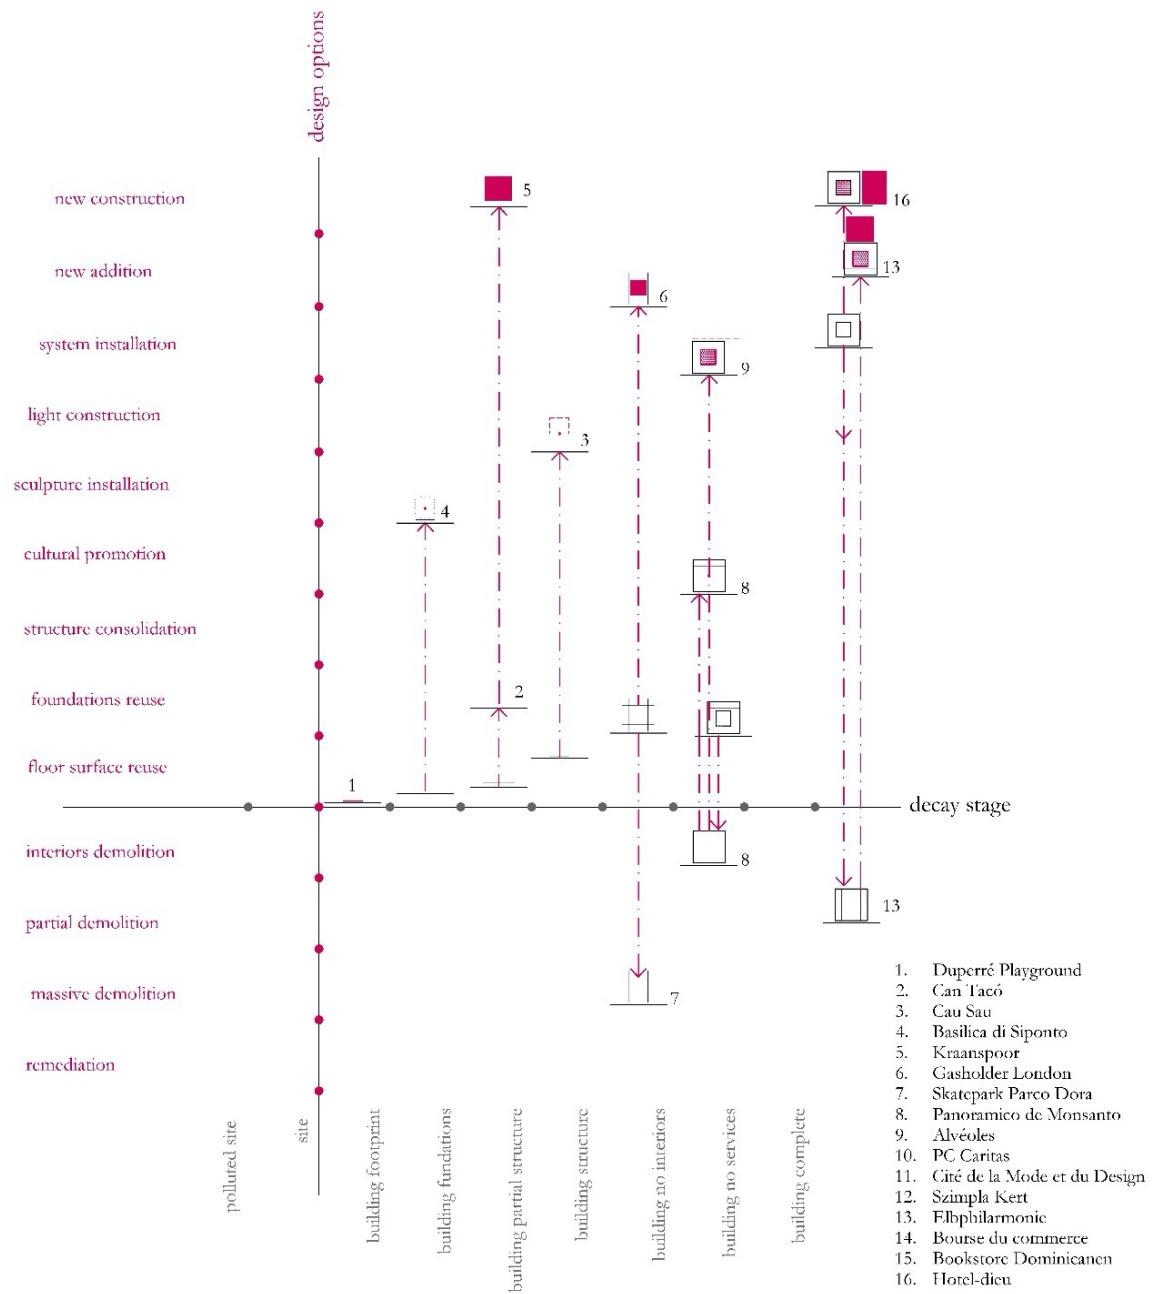 design options
new construction
new addition
system installation
light construction
sculpture installation
cultural promotion
structure consolidation
foundations reuse
floor surface reuse
interiors demolition
partial demolition
massive demolition
remediation
5
16
13
6
9
3
4
8
2
1
decay stage
8
13
7
polluted site
site
building footprint
building fundations
building partial structure
building structure
building no interiors
building no services
building complete
1. Duperré Playground
2. Can Tacó
3. Cau Sau
4. Basilica di Siponto
5. Kraanspoor
6. Gasholder London
7. Skatepark Parco Dora
8. Panoramico de Monsanto
9. Alvéoles
10. PC Caritas
11. Cité de la Mode et du Design
12. Szimpla Kert
13. Elbphilarmonie
14. Bourse du commerce
15. Bookstore Dominicanen
16. Hotel-dieu